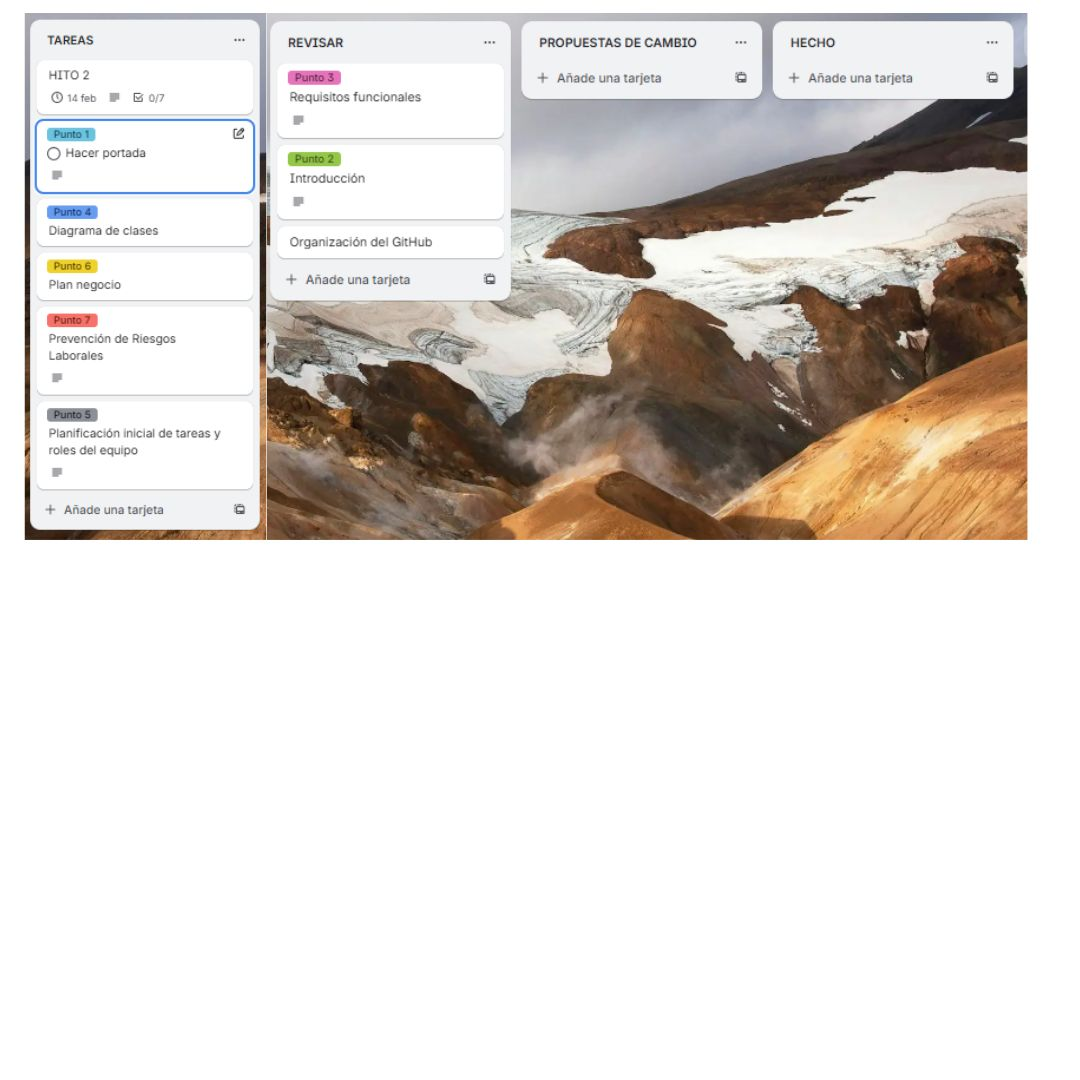 TAREAS
HITO 2
14 feb 0/7
Punto 1
Hacer portada
Punto 4
Diagrama de clases
Punto 6
Plan negocio
Punto 7
Prevención de Riesgos
Laborales
Punto 5
Planificación inicial de tareas y
roles del equipo
+ Añade una tarjeta
REVISAR
Punto 3
Requisitos funcionales
Punto 2
Introducción
Organización del GitHub
+ Añade una tarjeta
PROPUESTAS DE CAMBIO
+ Añade una tarjeta
HECHO
+ Añade una tarjeta